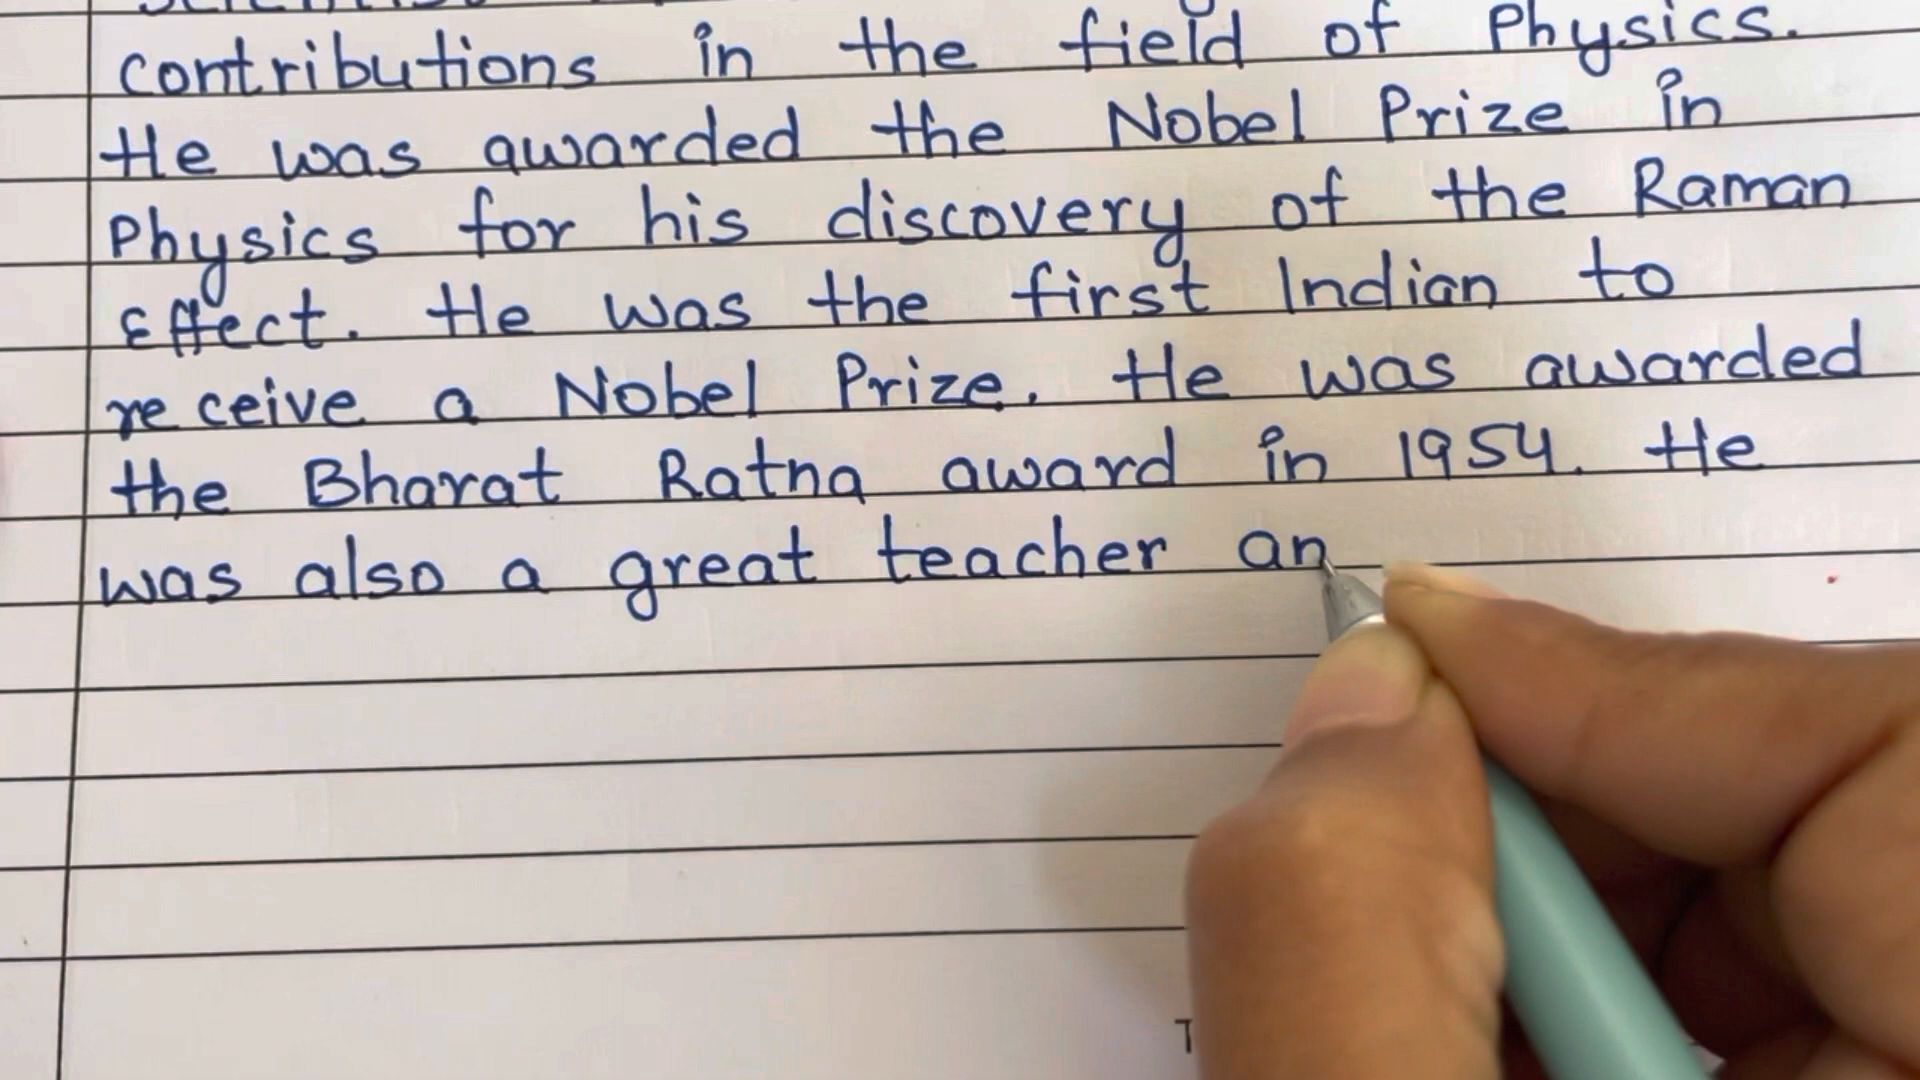 contributions in the field of Physics.
He was awarded the Nobel Prize in
Physics for his discovery of the Raman
Effect. He was the first Indian to
receive a Nobel Prize. He was awarded
the Bharat Ratna award in 1954. He
was also a great teacher an
T